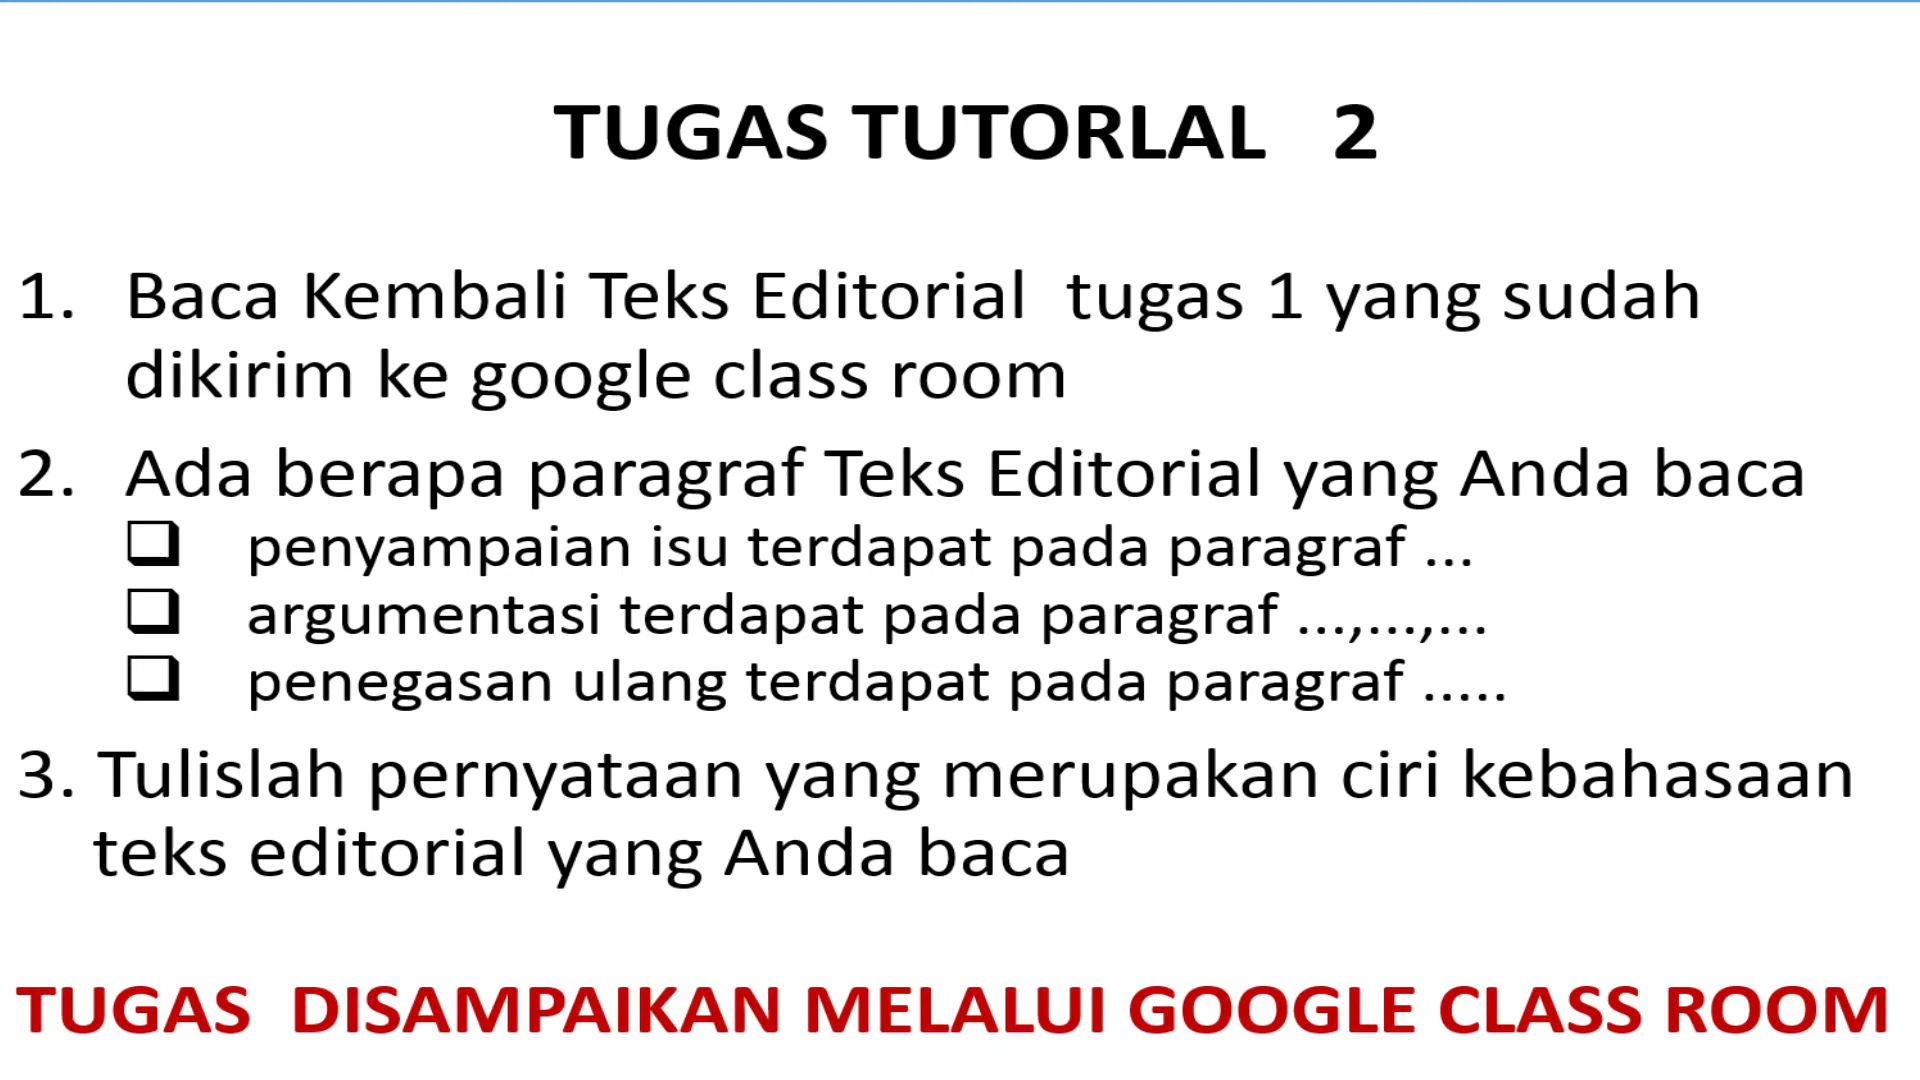 TUGAS TUTORLAL 2
1. Baca Kembali Teks Editorial tugas 1 yang sudah
dikirim ke google class room
2. Ada berapa paragraf Teks Editorial yang Anda baca
❑ penyampaian isu terdapat pada paragraf ...
❑ argumentasi terdapat pada paragraf ...,...,...
❑ penegasan ulang terdapat pada paragraf .....
3. Tulislah pernyataan yang merupakan ciri kebahasaan
teks editorial yang Anda baca
TUGAS DISAMPAIKAN MELALUI GOOGLE CLASS ROOM